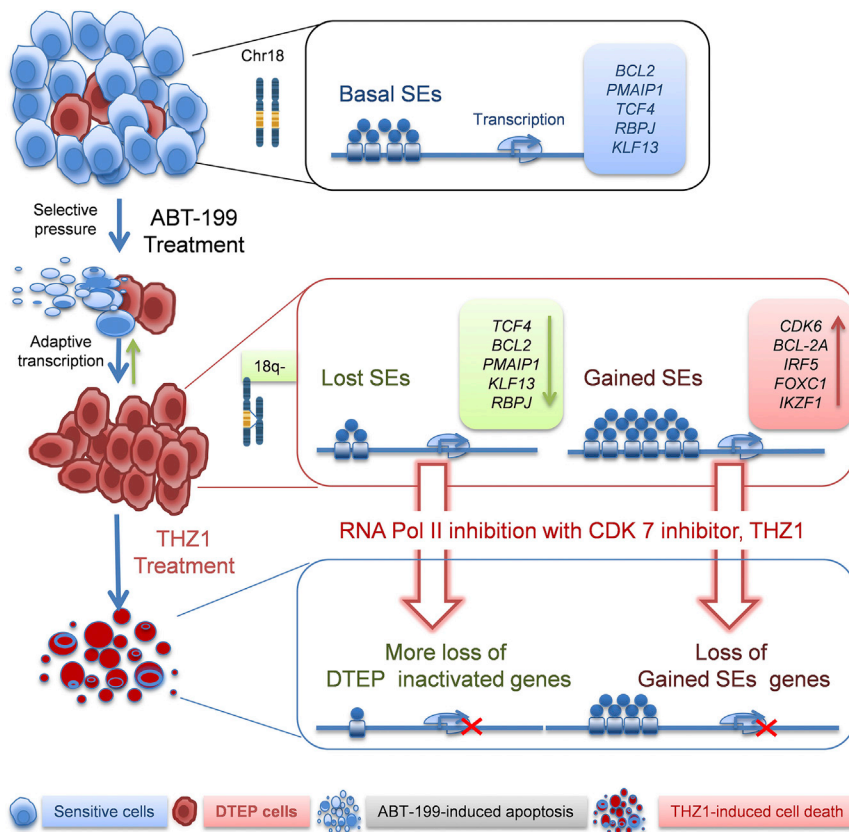 Chr18
Basal SEs
Transcription
BCL2
PMAIP1
TCF4
RBPJ
KLF13
Selective
pressure
ABT-199
Treatment
Adaptive
transcription
18q-
Lost SEs
TCF4
BCL2
PMAIP1
KLF13
RBPJ
Gained SEs
CDK6
BCL-2A
IRF5
FOXC1
IKZF1
THZ1
Treatment
RNA Pol II inhibition with CDK 7 inhibitor, THZ1
More loss of
DTEP inactivated genes
Loss of
Gained SEs genes
Sensitive cells
DTEP cells
ABT-199-induced apoptosis
THZ1-induced cell death